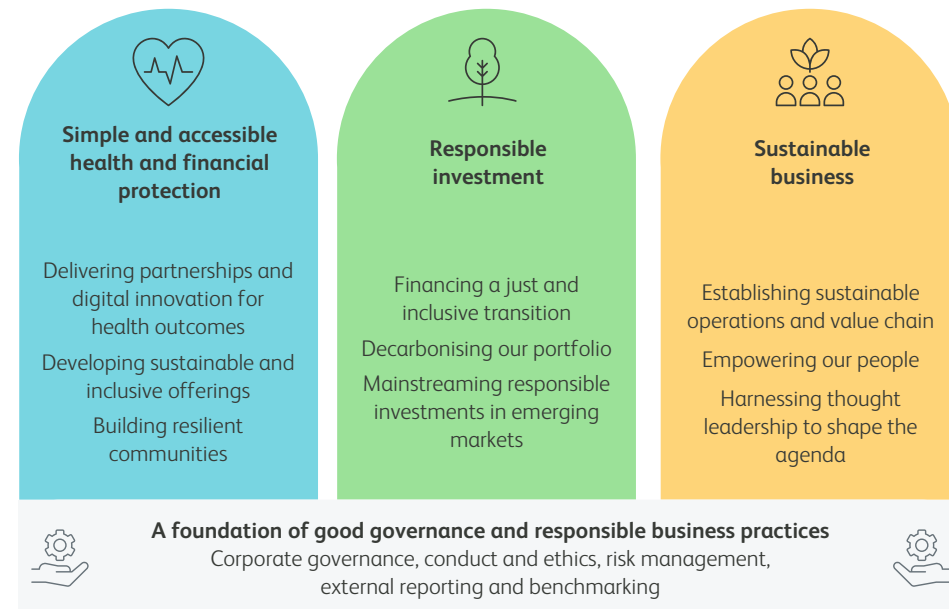 Simple and accessible
health and financial
protection
Delivering partnerships and
digital innovation for
health outcomes
Developing sustainable and
inclusive offerings
Building resilient
communities
Responsible
investment
Financing a just and
inclusive transition
Decarbonising our portfolio
Mainstreaming responsible
investments in emerging
markets
Sustainable
business
Establishing sustainable
operations and value chain
Empowering our people
Harnessing thought
leadership to shape the
agenda
A foundation of good governance and responsible business practices
Corporate governance, conduct and ethics, risk management,
external reporting and benchmarking